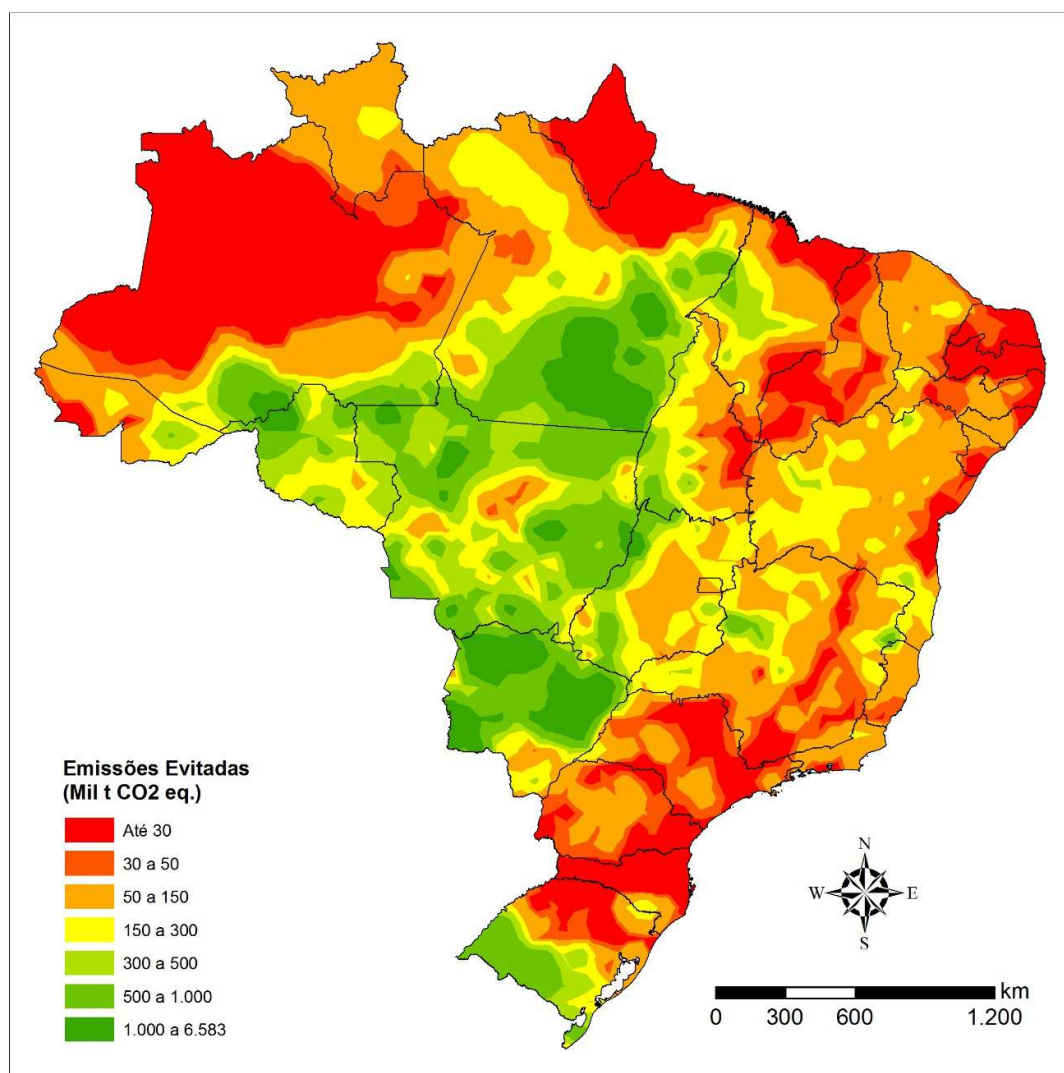 Emissões Evitadas
(Mil t CO2 eq.)
Até 30
30 a 50
50 a 150
150 a 300
300 a 500
500 a 1.000
1.000 a 6.583
N
W E
S
km
0 300 600 1.200